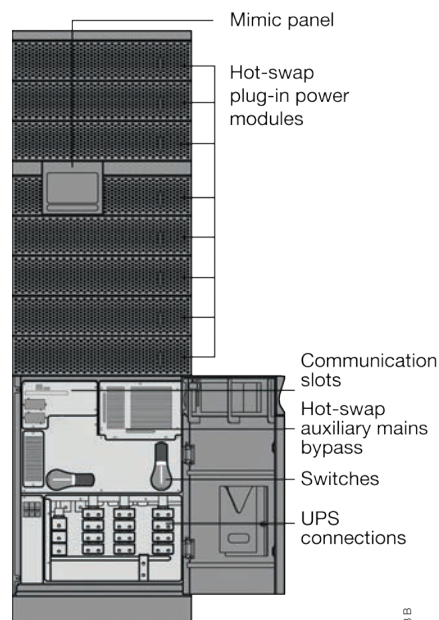 Mimic panel
Hot-swap
plug-in power
modules
Communication
slots
Hot-swap
auxiliary mains
bypass
Switches
UPS
connections